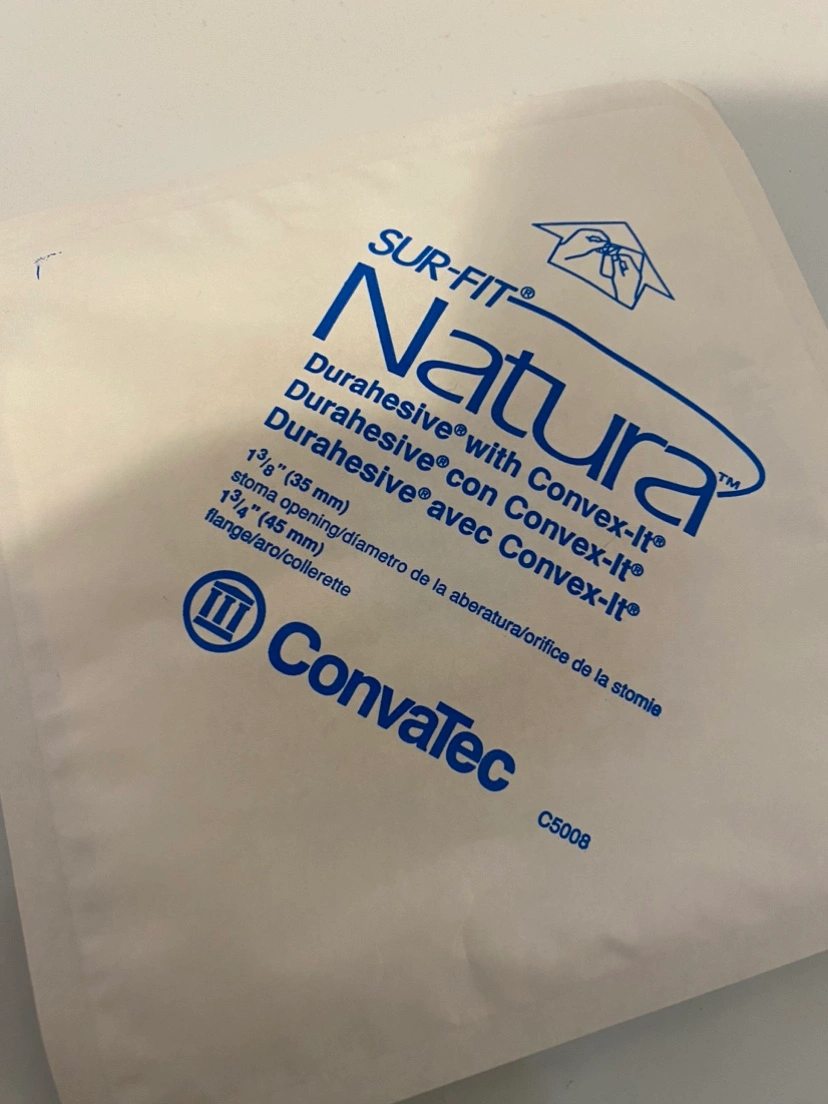 SUR-FIT®
Natura™
Durahesive® with Convex-It®
Durahesive® con Convex-It®
Durahesive® avec Convex-It®
1 3/8" (35 mm)
stoma opening/díametro de la aberatura/orifice de la stomie
1 3/4" (45 mm)
flange/aro/collerette
ConvaTec
C5008